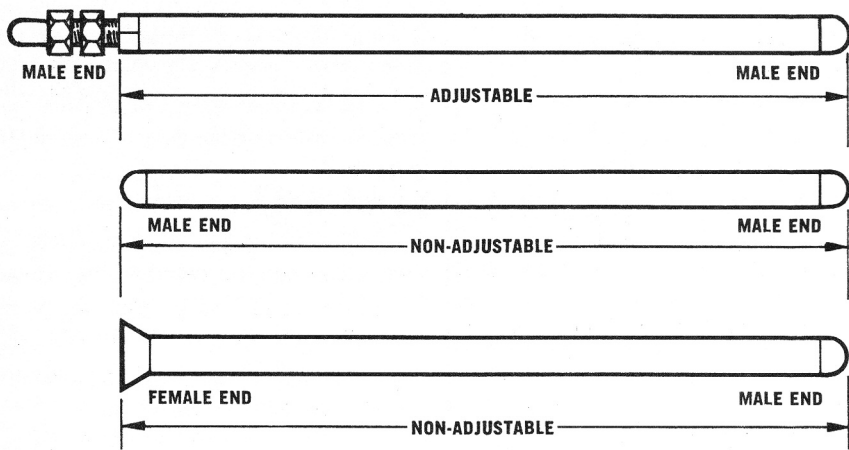 MALE END MALE END
ADJUSTABLE
MALE END MALE END
NON-ADJUSTABLE
FEMALE END MALE END
NON-ADJUSTABLE